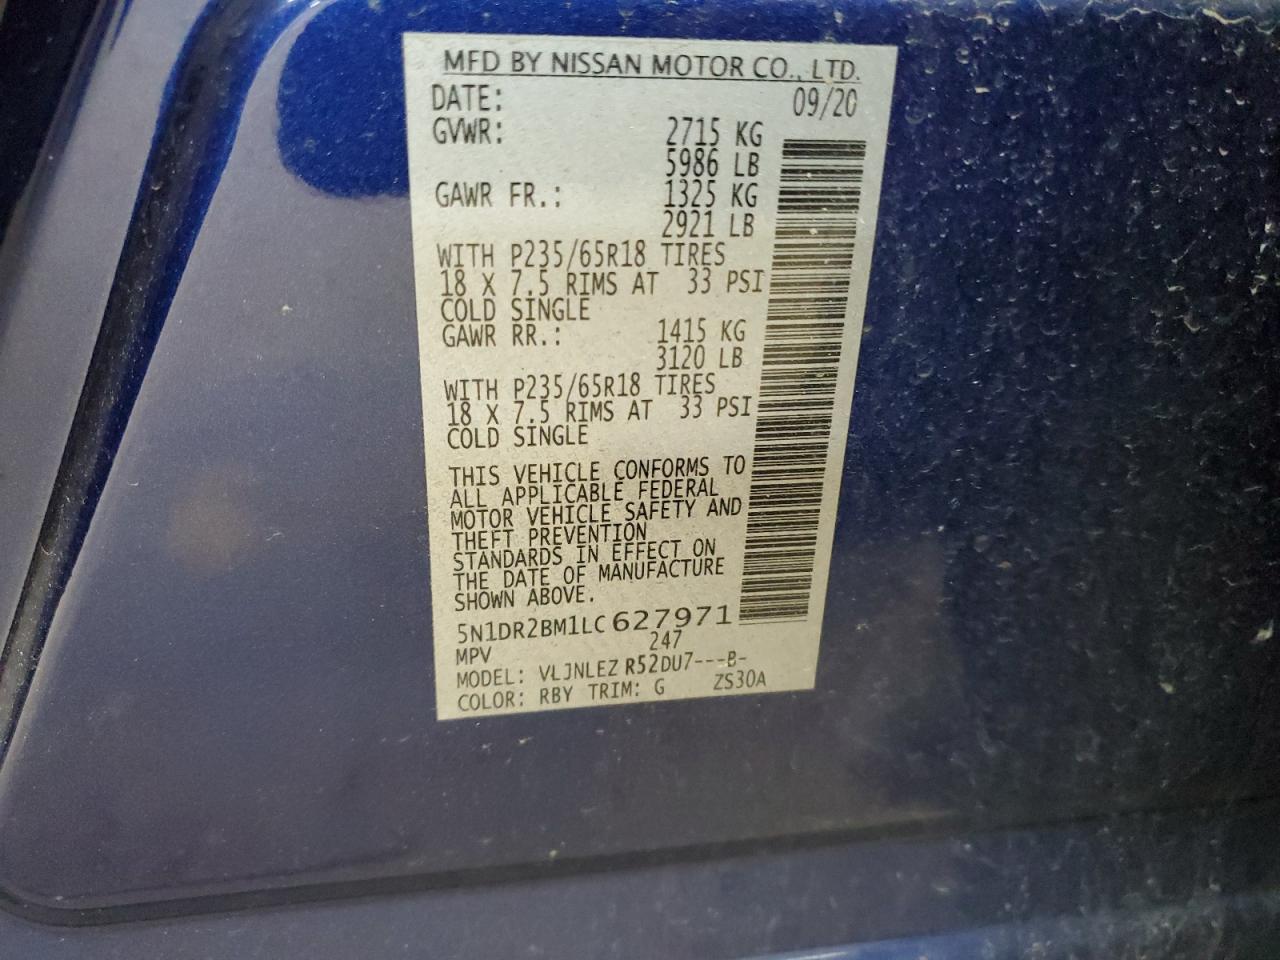 MFD BY NISSAN MOTOR CO., LTD.
DATE: 09/20
GVWR: 2715 KG
5986 LB
GAWR FR.: 1325 KG
2921 LB
WITH P235/65R18 TIRES
18 X 7.5 RIMS AT 33 PSI
COLD SINGLE
GAWR RR.: 1415 KG
3120 LB
WITH P235/65R18 TIRES
18 X 7.5 RIMS AT 33 PSI
COLD SINGLE
THIS VEHICLE CONFORMS TO
ALL APPLICABLE FEDERAL
MOTOR VEHICLE SAFETY AND
THEFT PREVENTION
STANDARDS IN EFFECT ON
THE DATE OF MANUFACTURE
SHOWN ABOVE.
5N1DR2BM1LC627971
MPV 247
MODEL: VLJNLEZ R52DU7---B-
COLOR: RBY TRIM: G ZS30A